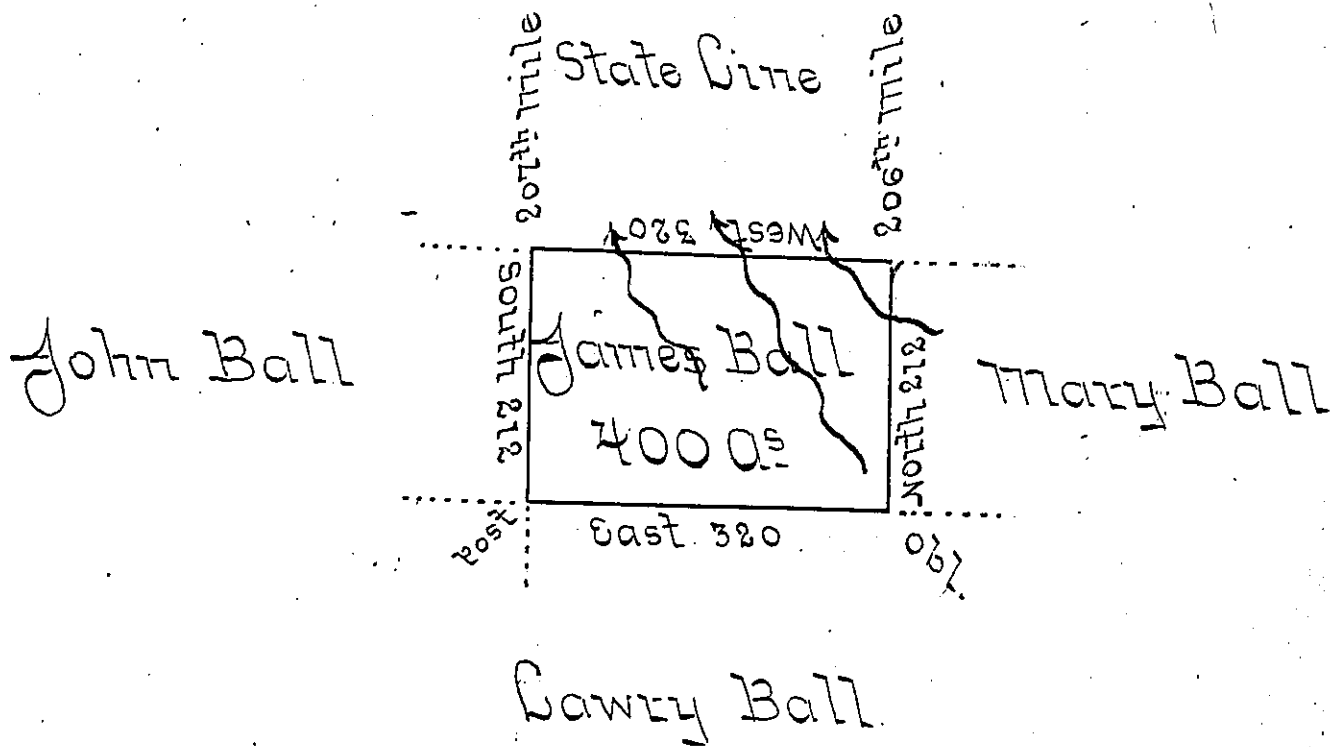 State Line
207th mile
206th mile
West 320
South 212
North 212
John Ball
James Ball
Mary Ball
400 As
post
East 320
Lawry Ball